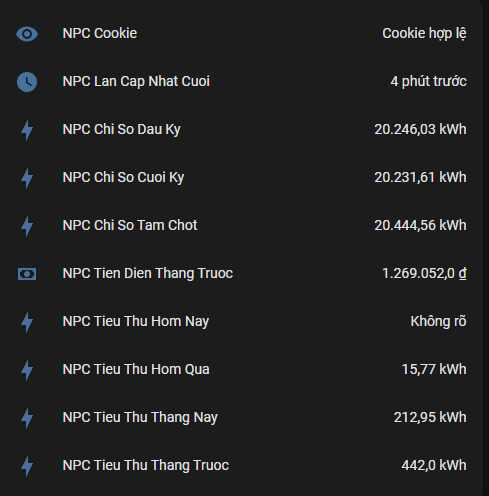 NPC Cookie Cookie hợp lệ
NPC Lan Cap Nhat Cuoi 4 phút trước
NPC Chi So Dau Ky 20.246,03 kWh
NPC Chi So Cuoi Ky 20.231,61 kWh
NPC Chi So Tam Chot 20.444,56 kWh
NPC Tien Dien Thang Truoc 1.269.052,0 ₫
NPC Tieu Thu Hom Nay Không rõ
NPC Tieu Thu Hom Qua 15,77 kWh
NPC Tieu Thu Thang Nay 212,95 kWh
NPC Tieu Thu Thang Truoc 442,0 kWh